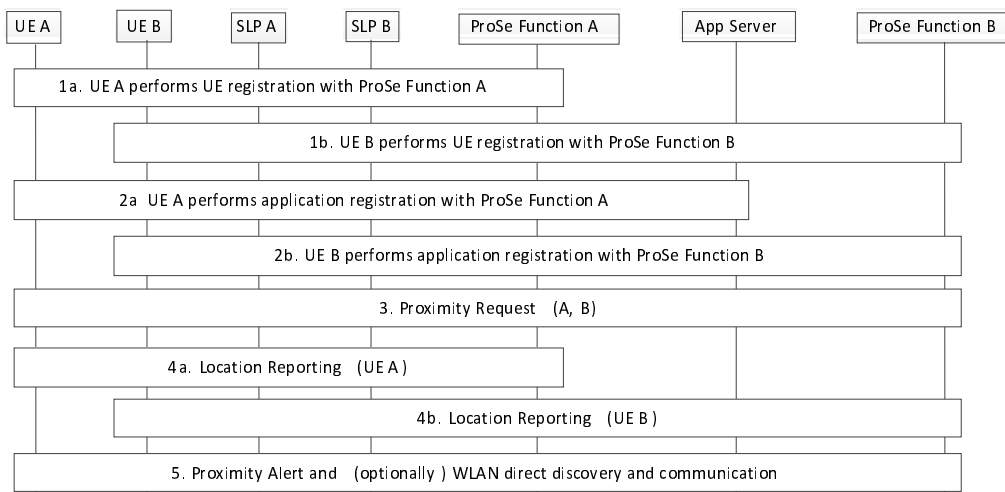 UE A
UE B
SLP A
SLP B
ProSe Function A
App Server
ProSe Function B
1a. UE A performs UE registration with ProSe Function A
1b. UE B performs UE registration with ProSe Function B
2a UE A performs application registration with ProSe Function A
2b. UE B performs application registration with ProSe Function B
3. Proximity Request (A, B)
4a. Location Reporting (UE A)
4b. Location Reporting (UE B)
5. Proximity Alert and (optionally) WLAN direct discovery and communication